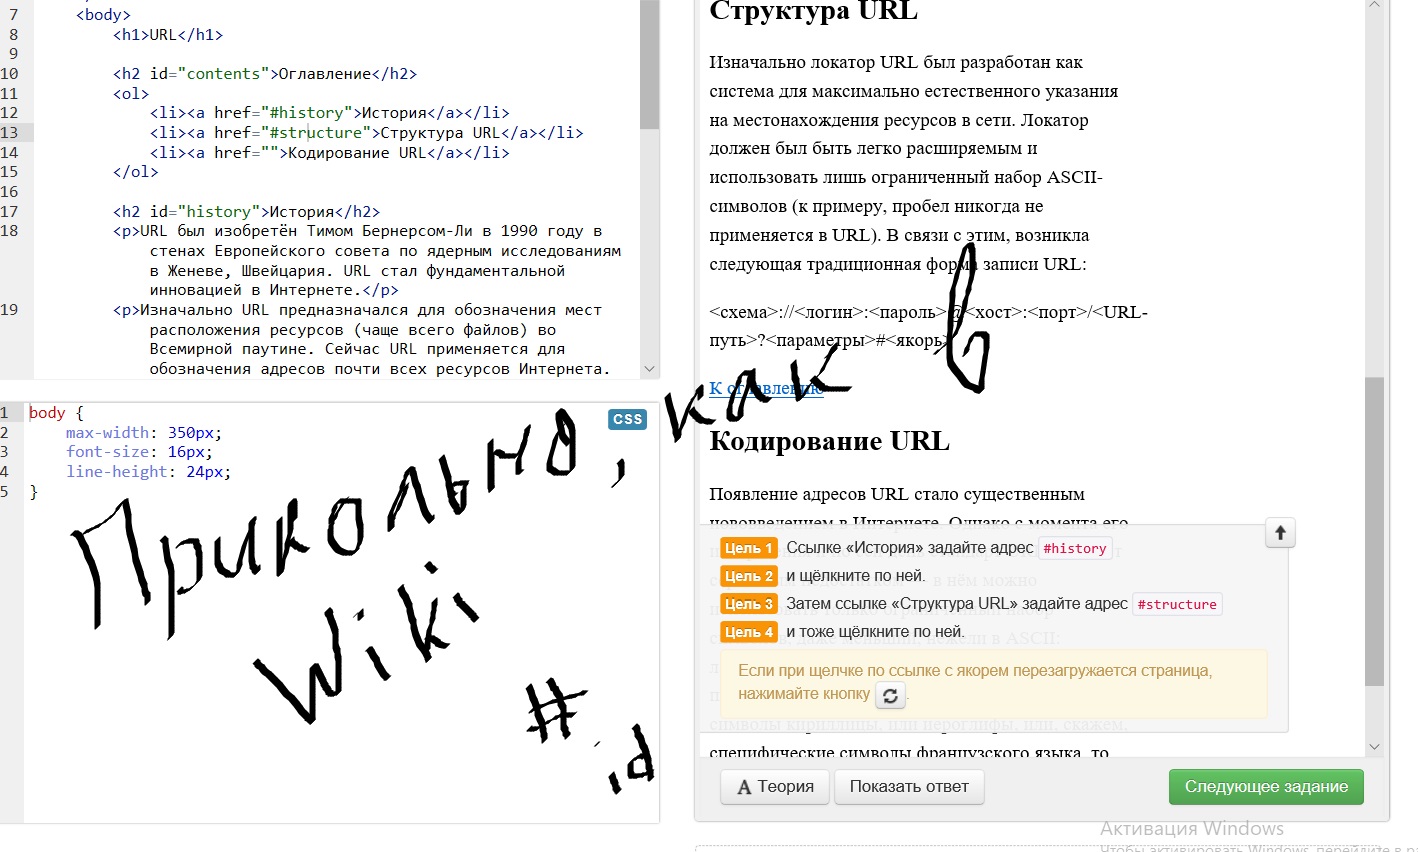 7 <body>
8 <h1>URL</h1>
9
10 <h2 id="contents">Оглавление</h2>
11 <ol>
12 <li><a href="#history">История</a></li>
13 <li><a href="#structure">Структура URL</a></li>
14 <li><a href="">Кодирование URL</a></li>
15 </ol>
16
17 <h2 id="history">История</h2>
18 <p>URL был изобретён Тимом Бернерсом-Ли в 1990 году в
стенах Европейского совета по ядерным исследованиям
в Женеве, Швейцария. URL стал фундаментальной
инновацией в Интернете.</p>
19 <p>Изначально URL предназначался для обозначения мест
расположения ресурсов (чаще всего файлов) во
Всемирной паутине. Сейчас URL применяется для
обозначения адресов почти всех ресурсов Интернета.
CSS
1 body {
2 max-width: 350px;
3 font-size: 16px;
4 line-height: 24px;
5 }
Прикольно, как в
Wiki
#
id
Структура URL
Изначально локатор URL был разработан как
система для максимально естественного указания
на местонахождения ресурсов в сети. Локатор
должен был быть легко расширяемым и
использовать лишь ограниченный набор ASCII-
символов (к примеру, пробел никогда не
применяется в URL). В связи с этим, возникла
следующая традиционная форма записи URL:
<схема>://<логин>:<пароль>@<хост>:<порт>/<URL-
путь>?<параметры>#<якорь>
К оглавлению
Кодирование URL
Появление адресов URL стало существенным
нововведением в Интернете. Однако с момента его
Цель 1 Ссылке «История» задайте адрес #history
Цель 2 и щёлкните по ней.
Цель 3 Затем ссылке «Структура URL» задайте адрес #structure
Цель 4 и тоже щёлкните по ней.
Если при щелчке по ссылке с якорем перезагружается страница,
нажимайте кнопку .
символы кириллицы, или иероглифы, или, скажем,
специфические символы французского языка, то
Теория Показать ответ Следующее задание
Активация Windows
Чтобы активировать Windows, перейдите в